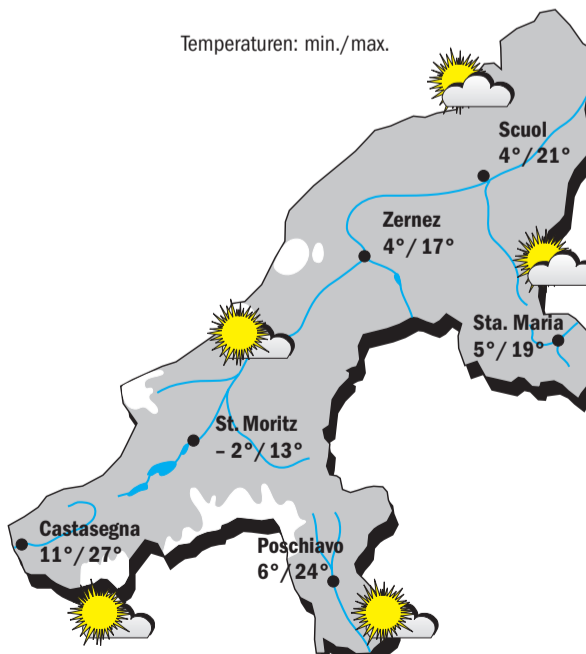 Temperaturen: min./max.
Scuol
4°/21°
Zernez
4°/17°
Sta. Maria
5°/19°
St. Moritz
– 2°/13°
Castasegna
11°/27°
Poschiavo
6°/24°